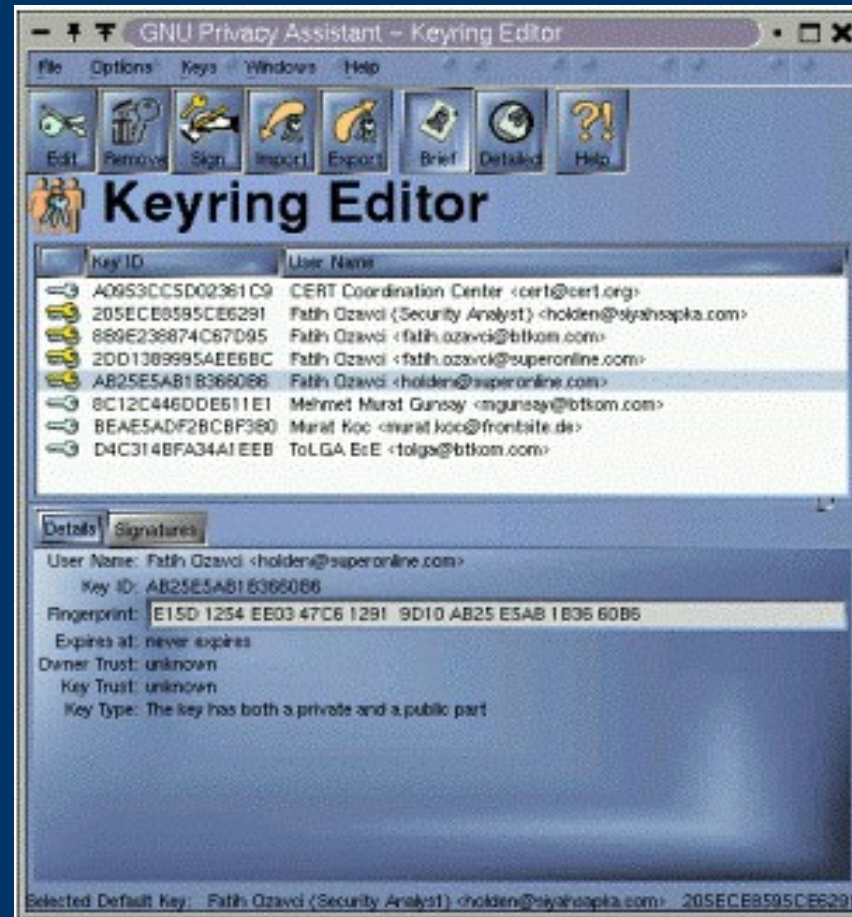 GNU Privacy Assistant - Keyring Editor
File Options Keys Windows Help
Edit Remove Sign Import Export Brief Detailed Help
Keyring Editor
Key ID User Name
A0953CC5D02361C9 CERT Coordination Center <cert@cert.org>
205ECE8595CE6291 Fatih Ozavci (Security Analyst) <holden@siyahsapka.com>
889E238874C67D95 Fatih Ozavci <fatih.ozavci@btkom.com>
2DD1389995AEE6BC Fatih Ozavci <fatih.ozavci@superonline.com>
AB25E5AB1B3660B6 Fatih Ozavci <holden@superonline.com>
8C12C446DDE611E1 Mehmet Murat Gunsay <mgunsay@btkom.com>
BEAE5ADF2BCBF3B0 Murat Koc <murat.koc@frontsite.de>
D4C314BFA34A1EEB ToLGA EcE <tolga@btkom.com>
Details Signatures
User Name: Fatih Ozavci <holden@superonline.com>
Key ID: AB25E5AB1B3660B6
Fingerprint: E15D 1254 EE03 47C6 1291 9D10 AB25 E5AB 1B36 60B6
Expires at: never expires
Owner Trust: unknown
Key Trust: unknown
Key Type: The key has both a private and a public part
Selected Default Key: Fatih Ozavci (Security Analyst) <holden@siyahsapka.com> 205ECE8595CE6291